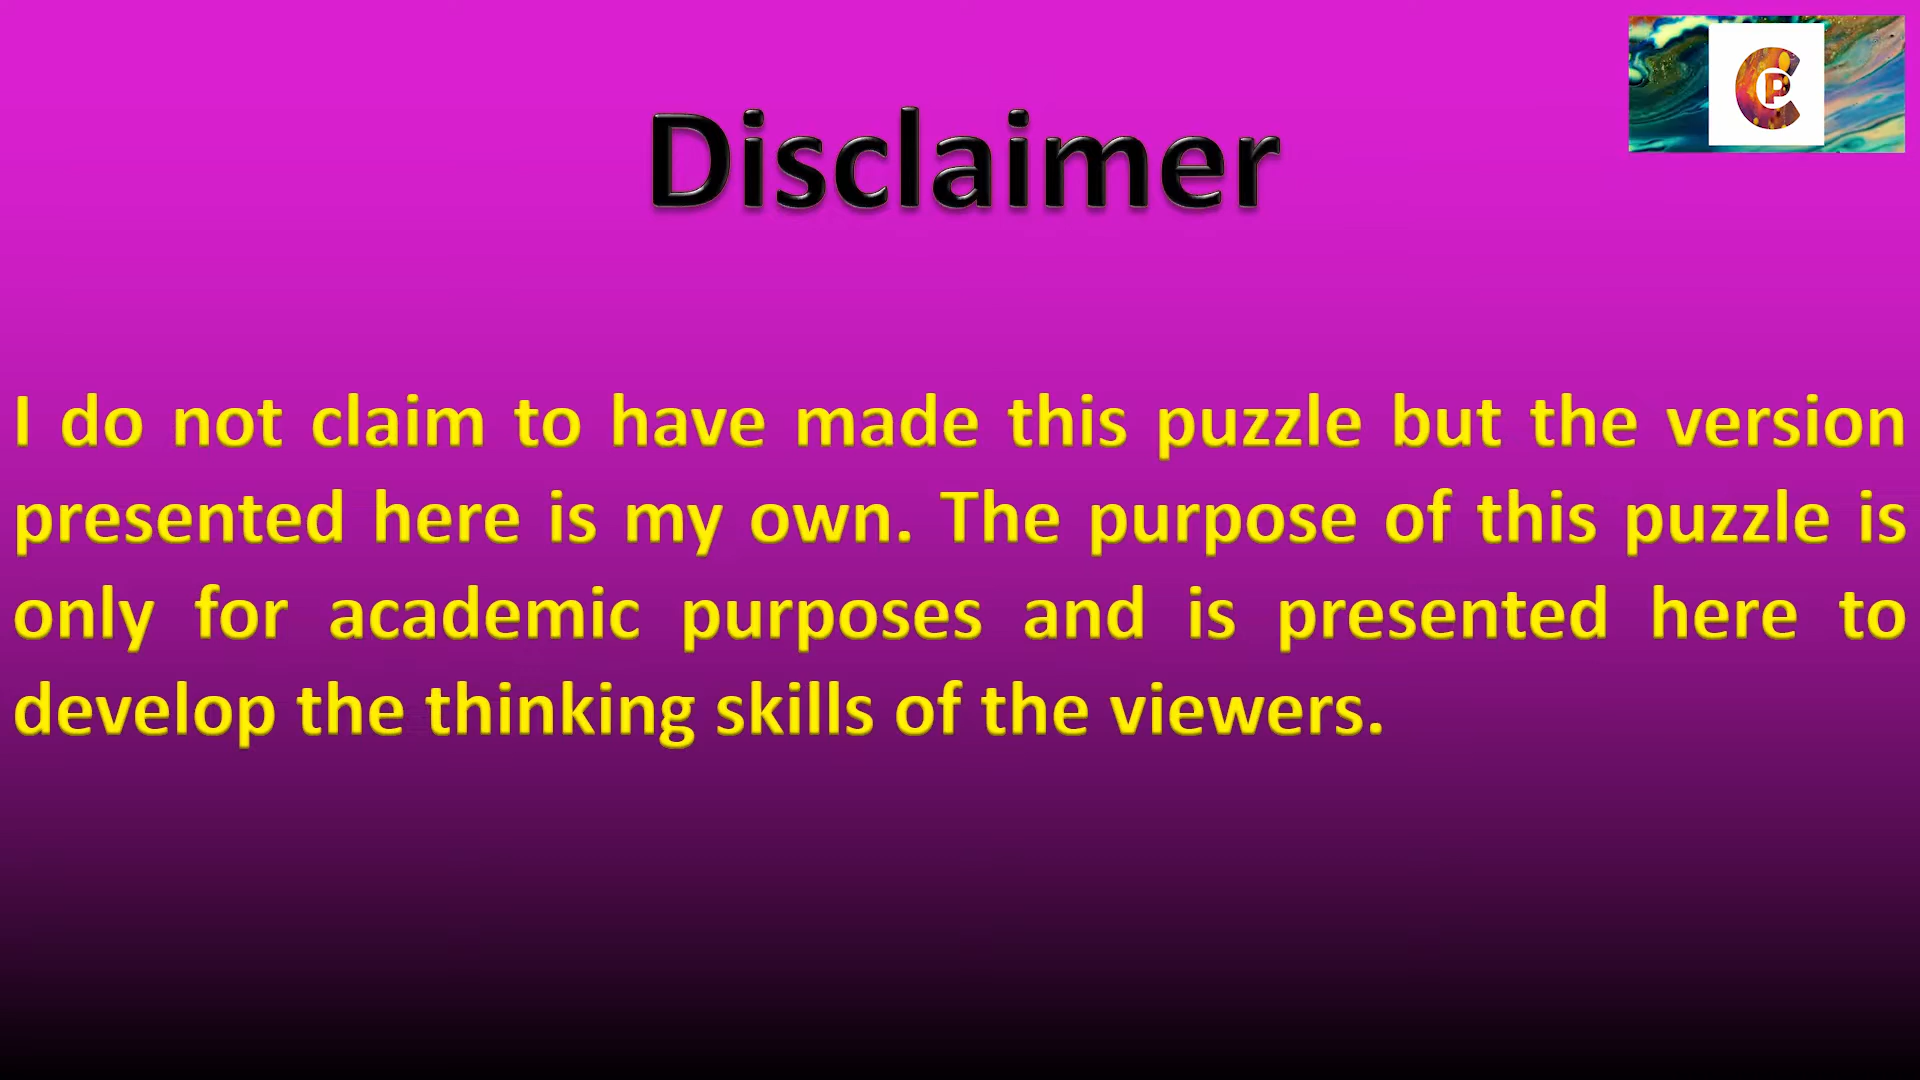 CP
Disclaimer
I do not claim to have made this puzzle but the version
presented here is my own. The purpose of this puzzle is
only for academic purposes and is presented here to
develop the thinking skills of the viewers.